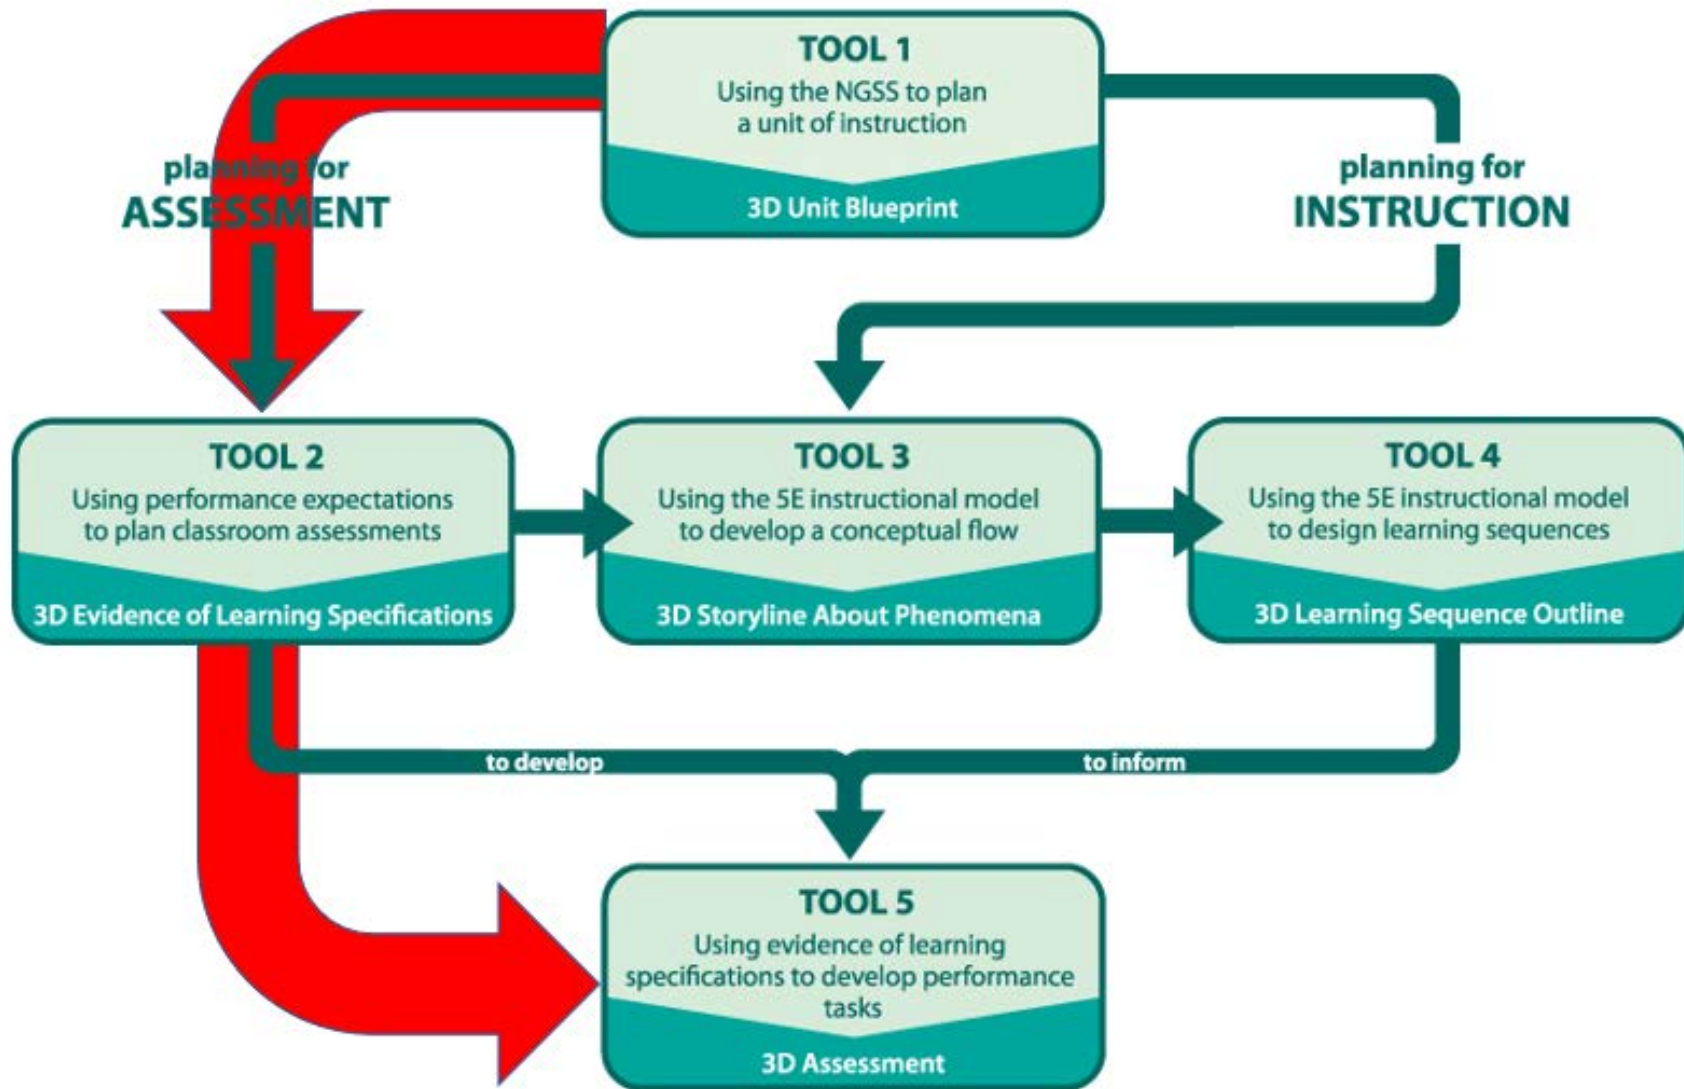 TOOL 1
Using the NGSS to plan
a unit of instruction
3D Unit Blueprint
planning for
ASSESSMENT
planning for
INSTRUCTION
TOOL 2
Using performance expectations
to plan classroom assessments
3D Evidence of Learning Specifications
TOOL 3
Using the 5E instructional model
to develop a conceptual flow
3D Storyline About Phenomena
TOOL 4
Using the 5E instructional model
to design learning sequences
3D Learning Sequence Outline
to develop
to inform
TOOL 5
Using evidence of learning
specifications to develop performance
tasks
3D Assessment